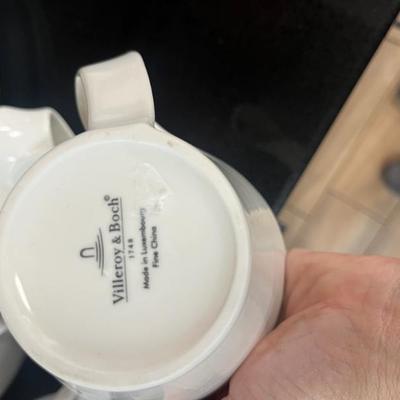 Villeroy & Boch®
1748
Made in Luxembourg
Fine China